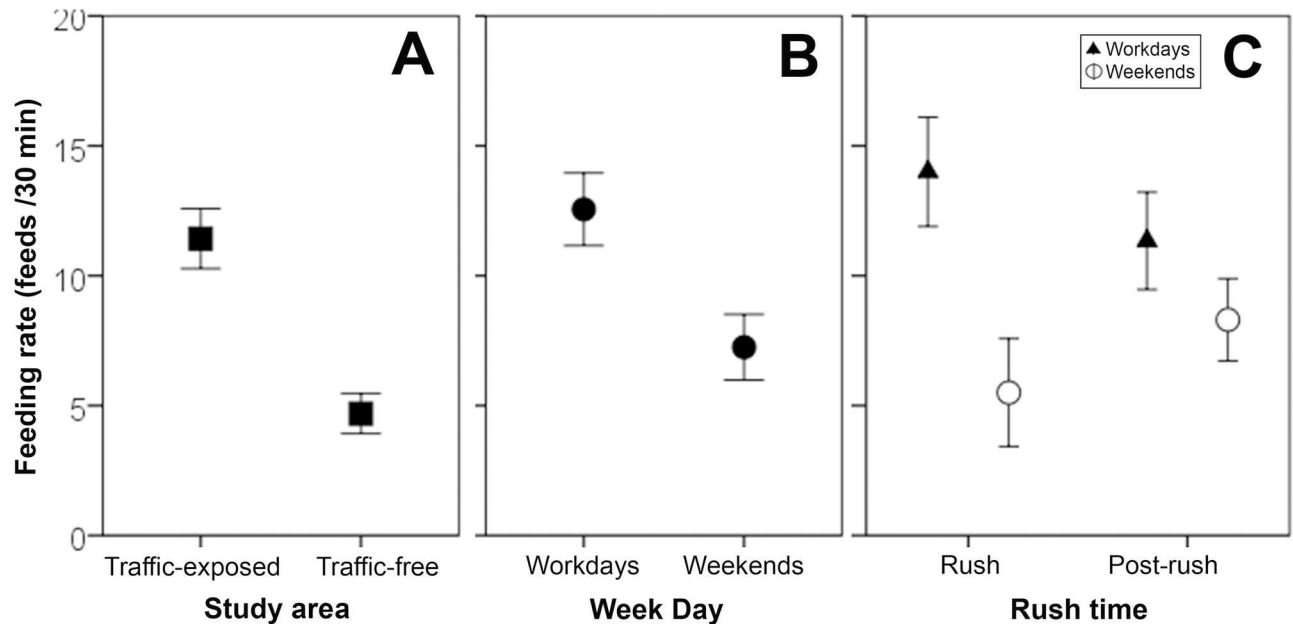 Feeding rate (feeds /30 min)
20
15
10
5
0
A
Traffic-exposed
Traffic-free
Study area
B
Workdays
Weekends
Week Day
C
Workdays
Weekends
Rush
Post-rush
Rush time